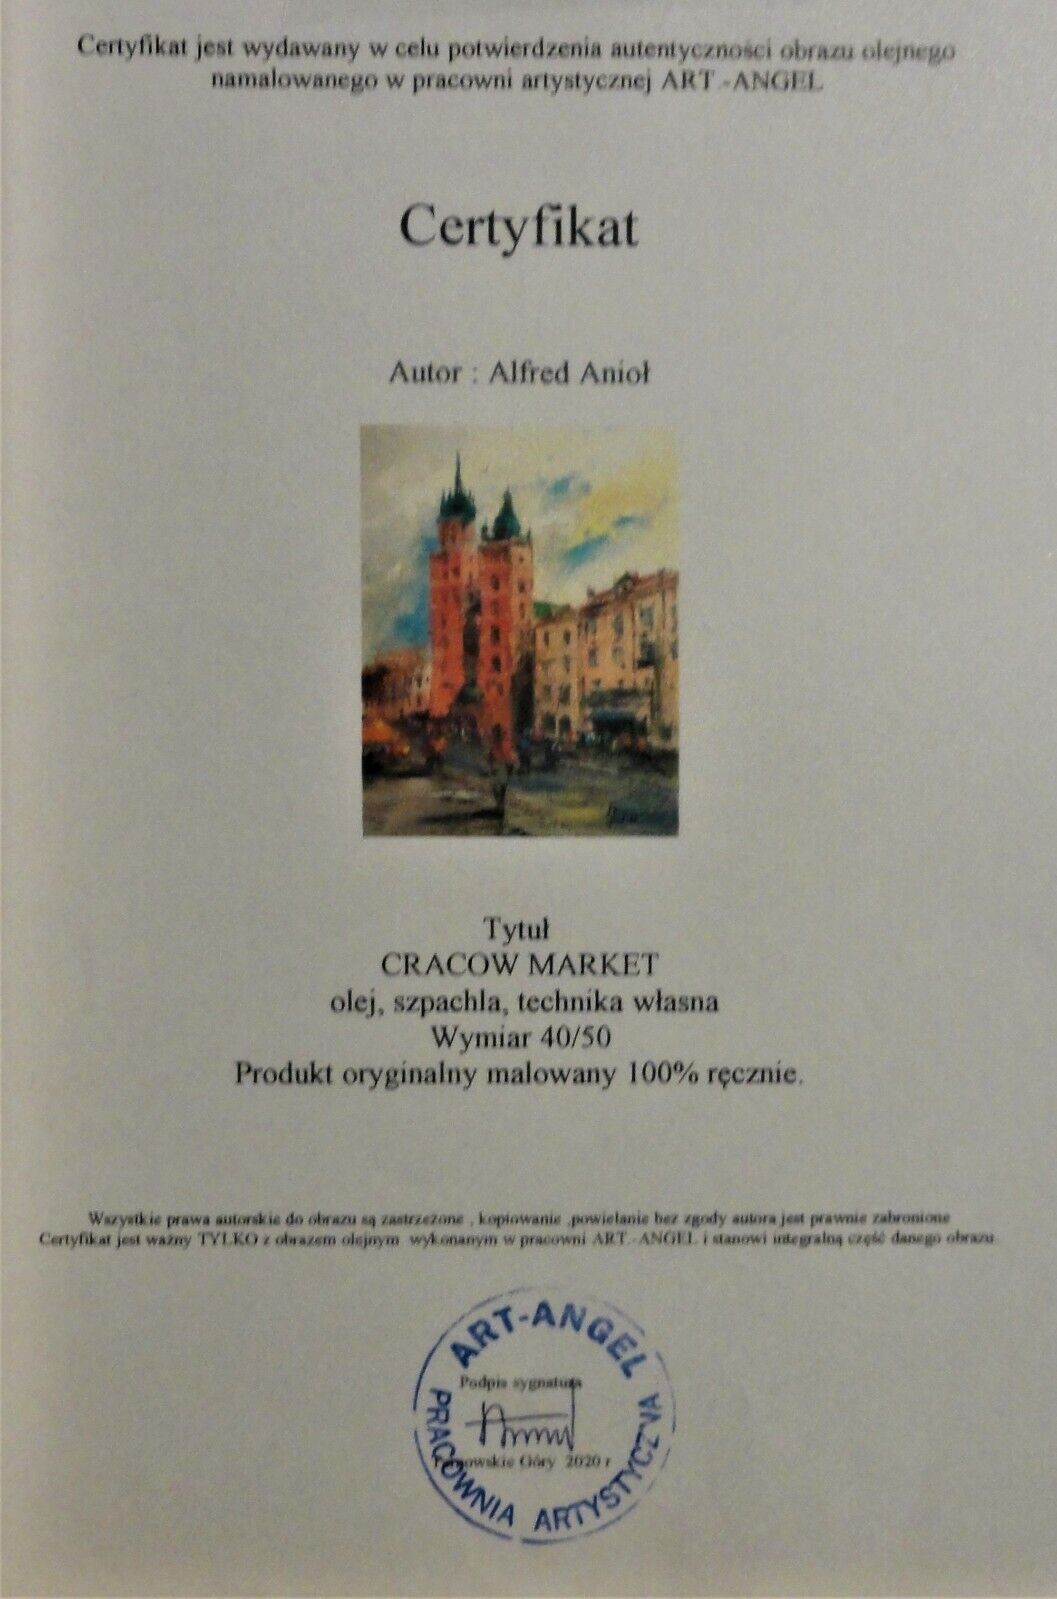 Certyfikat jest wydawany w celu potwierdzenia autentyczności obrazu olejnego
namalowanego w pracowni artystycznej ART.-ANGEL
Certyfikat
Autor : Alfred Anioł
Tytuł
CRACOW MARKET
olej, szpachla, technika własna
Wymiar 40/50
Produkt oryginalny malowany 100% ręcznie.
Wszystkie prawa autorskie do obrazu są zastrzeżone , kopiowanie ,powielanie bez zgody autora jest prawnie zabronione
Certyfikat jest ważny TYLKO z obrazem olejnym wykonanym w pracowni ART.-ANGEL i stanowi integralną część danego obrazu
ART-ANGEL
Podpis sygnatura
Tarnowskie Góry 2020 r
PRACOWNIA ARTYSTYCZNA